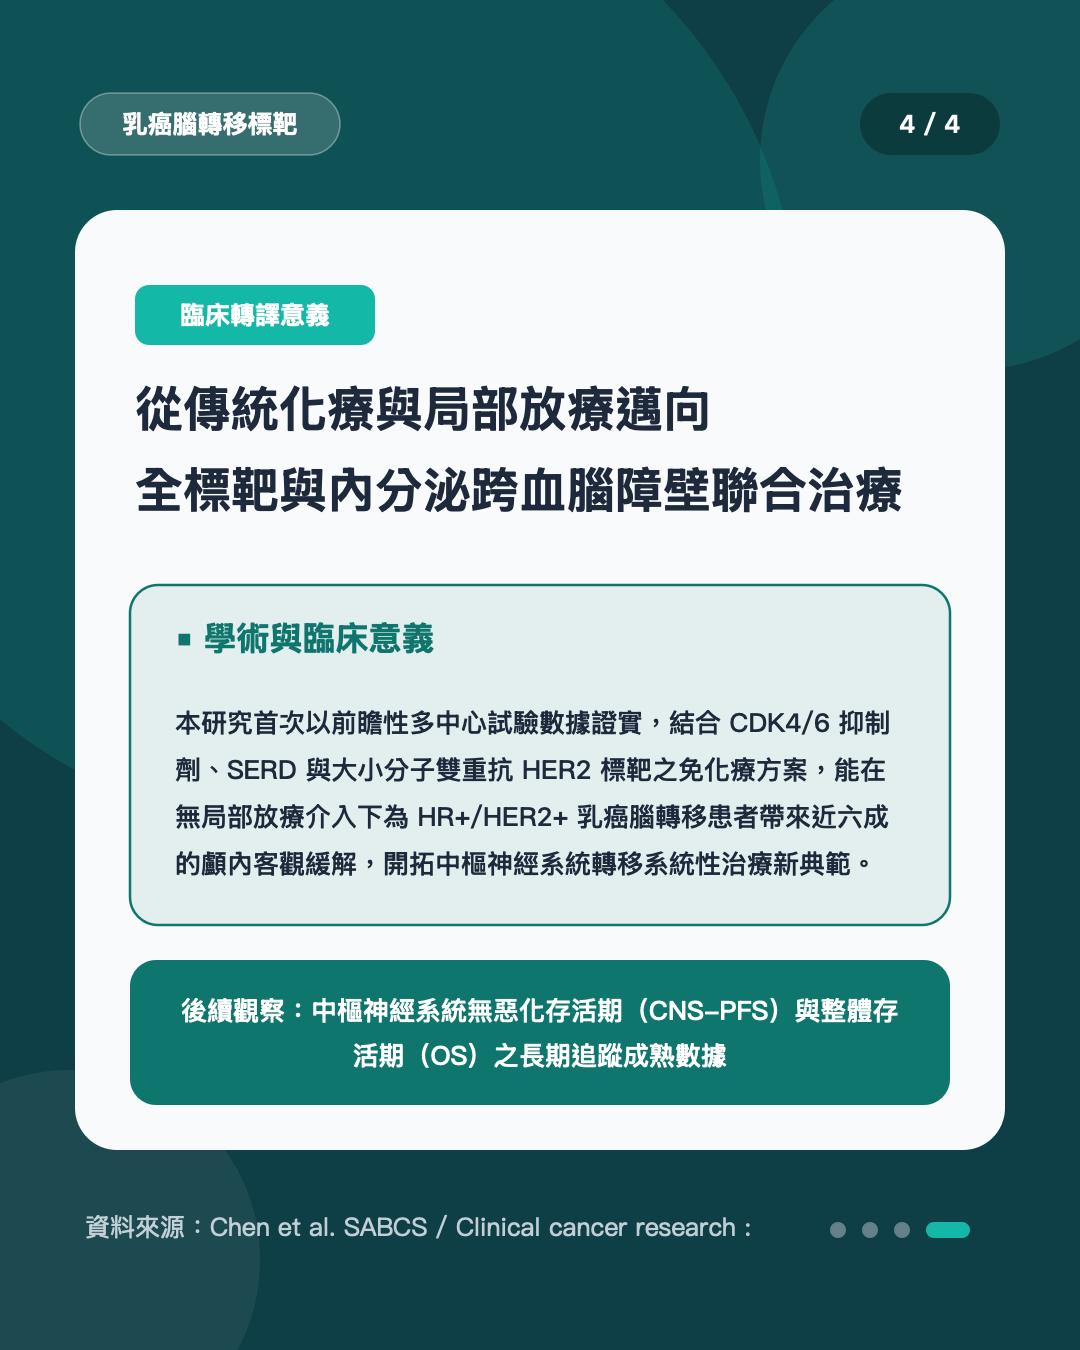 乳癌腦轉移標靶
4 / 4
臨床轉譯意義
從傳統化療與局部放療邁向
全標靶與內分泌跨血腦障壁聯合治療
▪ 學術與臨床意義
本研究首次以前瞻性多中心試驗數據證實，結合 CDK4/6 抑制
劑、SERD 與大小分子雙重抗 HER2 標靶之免化療方案，能在
無局部放療介入下為 HR+/HER2+ 乳癌腦轉移患者帶來近六成
的顱內客觀緩解，開拓中樞神經系統轉移系統性治療新典範。
後續觀察：中樞神經系統無惡化存活期（CNS-PFS）與整體存
活期（OS）之長期追蹤成熟數據
資料來源：Chen et al. SABCS / Clinical cancer research :